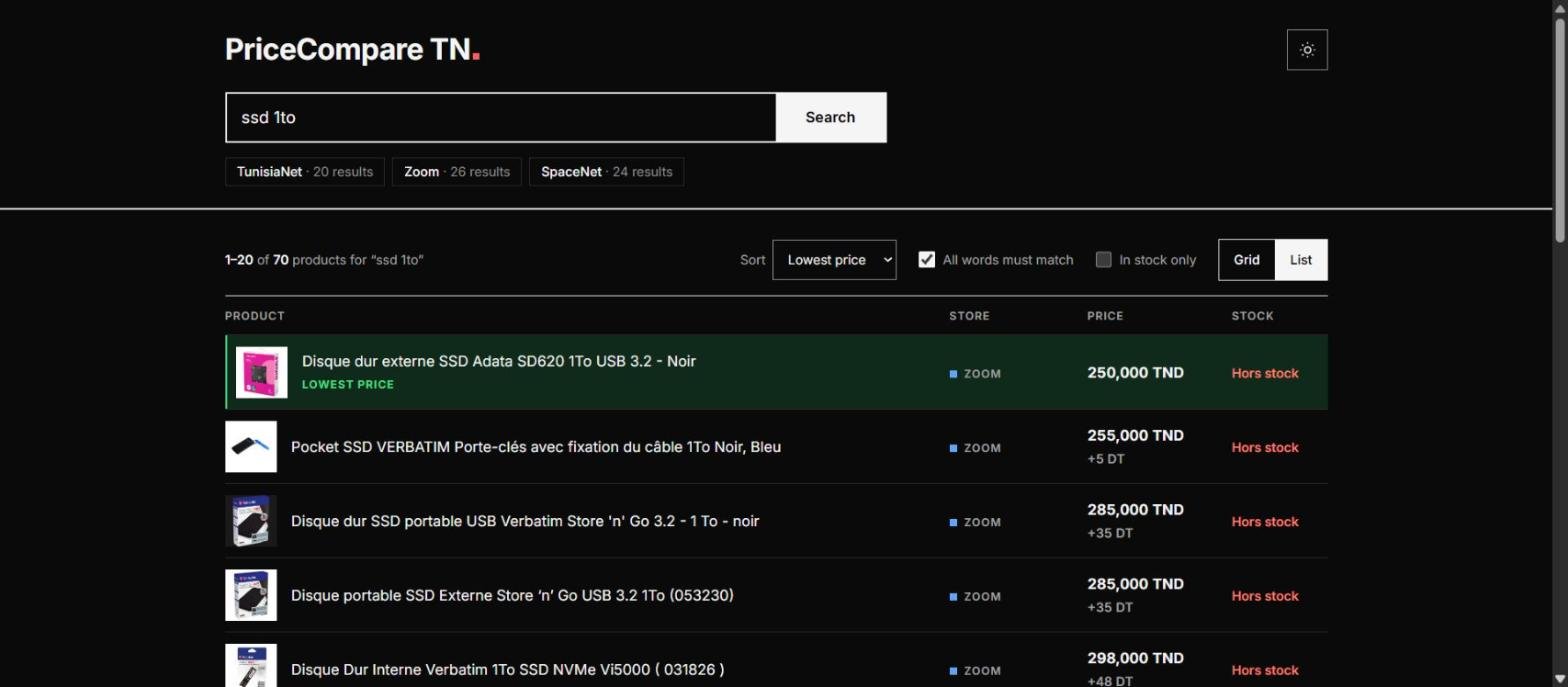 PriceCompare TN.
ssd 1to
Search
TunisiaNet · 20 results
Zoom · 26 results
SpaceNet · 24 results
1–20 of 70 products for “ssd 1to”
Sort
Lowest price
All words must match
In stock only
Grid
List
PRODUCT STORE PRICE STOCK
Disque dur externe SSD Adata SD620 1To USB 3.2 - Noir
LOWEST PRICE
ZOOM
250,000 TND
Hors stock
Pocket SSD VERBATIM Porte-clés avec fixation du câble 1To Noir, Bleu
ZOOM
255,000 TND
+5 DT
Hors stock
Disque dur SSD portable USB Verbatim Store 'n' Go 3.2 - 1 To - noir
ZOOM
285,000 TND
+35 DT
Hors stock
Disque portable SSD Externe Store ‘n’ Go USB 3.2 1To (053230)
ZOOM
285,000 TND
+35 DT
Hors stock
Disque Dur Interne Verbatim 1To SSD NVMe Vi5000 ( 031826 )
ZOOM
298,000 TND
+48 DT
Hors stock